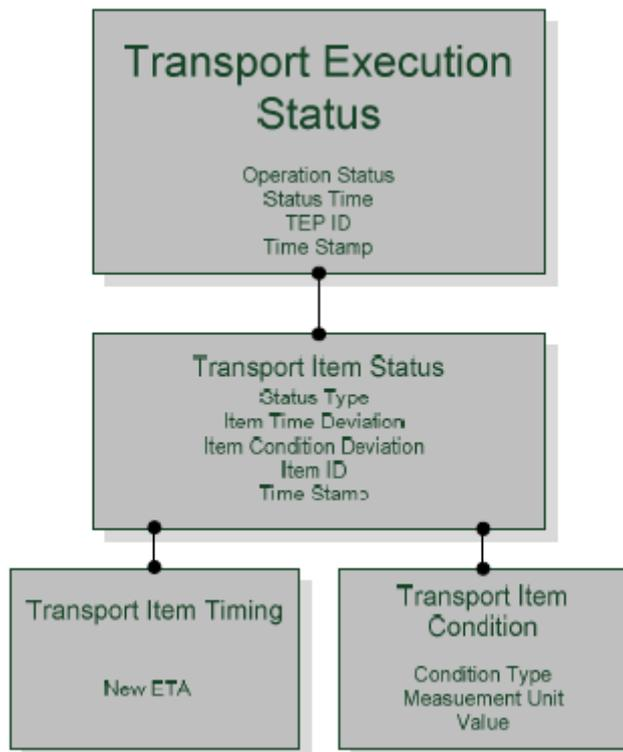 Transport Execution
Status
Operation Status
Status Time
TEP ID
Time Stamp
Transport Item Status
Status Type
Item Time Deviation
Item Condition Deviation
Item ID
Time Stamp
Transport Item Timing
New ETA
Transport Item
Condition
Condition Type
Measuement Unit
Value